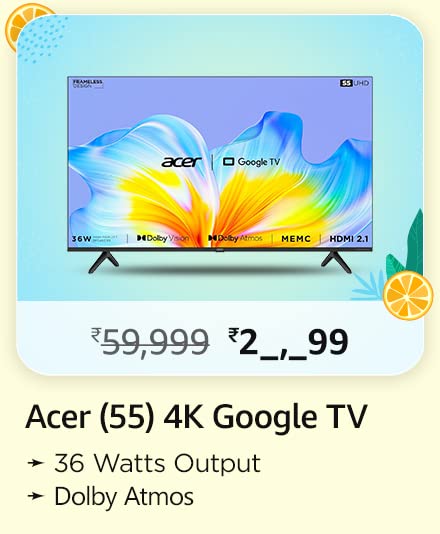 FRAMELESS
DESIGN
55 UHD
acer | Google TV
36W | Dolby Vision | Dolby Atmos | MEMC | HDMI 2.1
₹59,999 ₹2_,_99
Acer (55) 4K Google TV
➛ 36 Watts Output
➛ Dolby Atmos